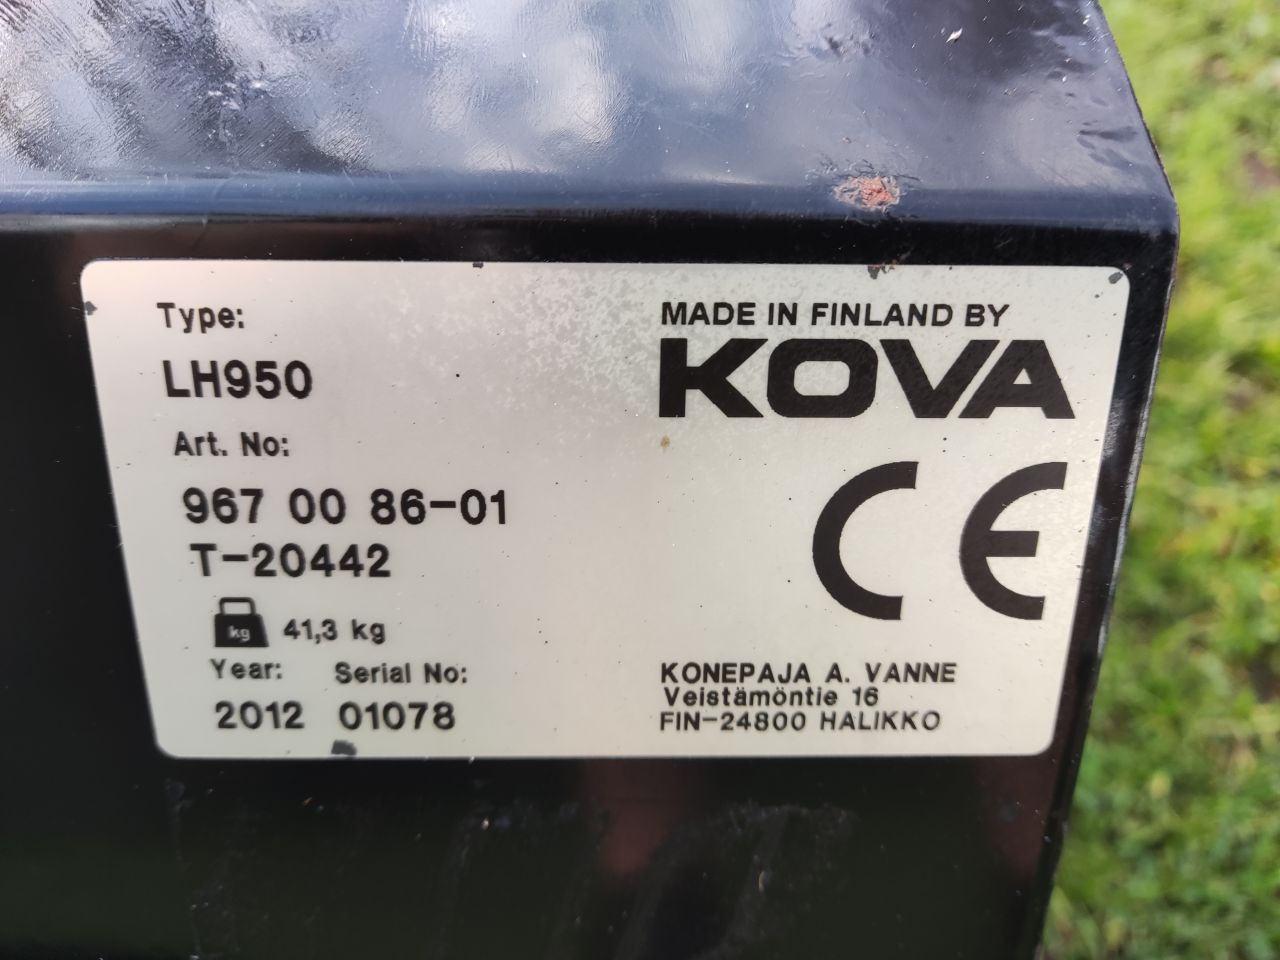 Type:
LH950
Art. No:
967 00 86-01
T-20442
kg 41,3 kg
Year: Serial No:
2012 01078
MADE IN FINLAND BY
KOVA
CE
KONEPAJA A. VANNE
Veistämöntie 16
FIN-24800 HALIKKO